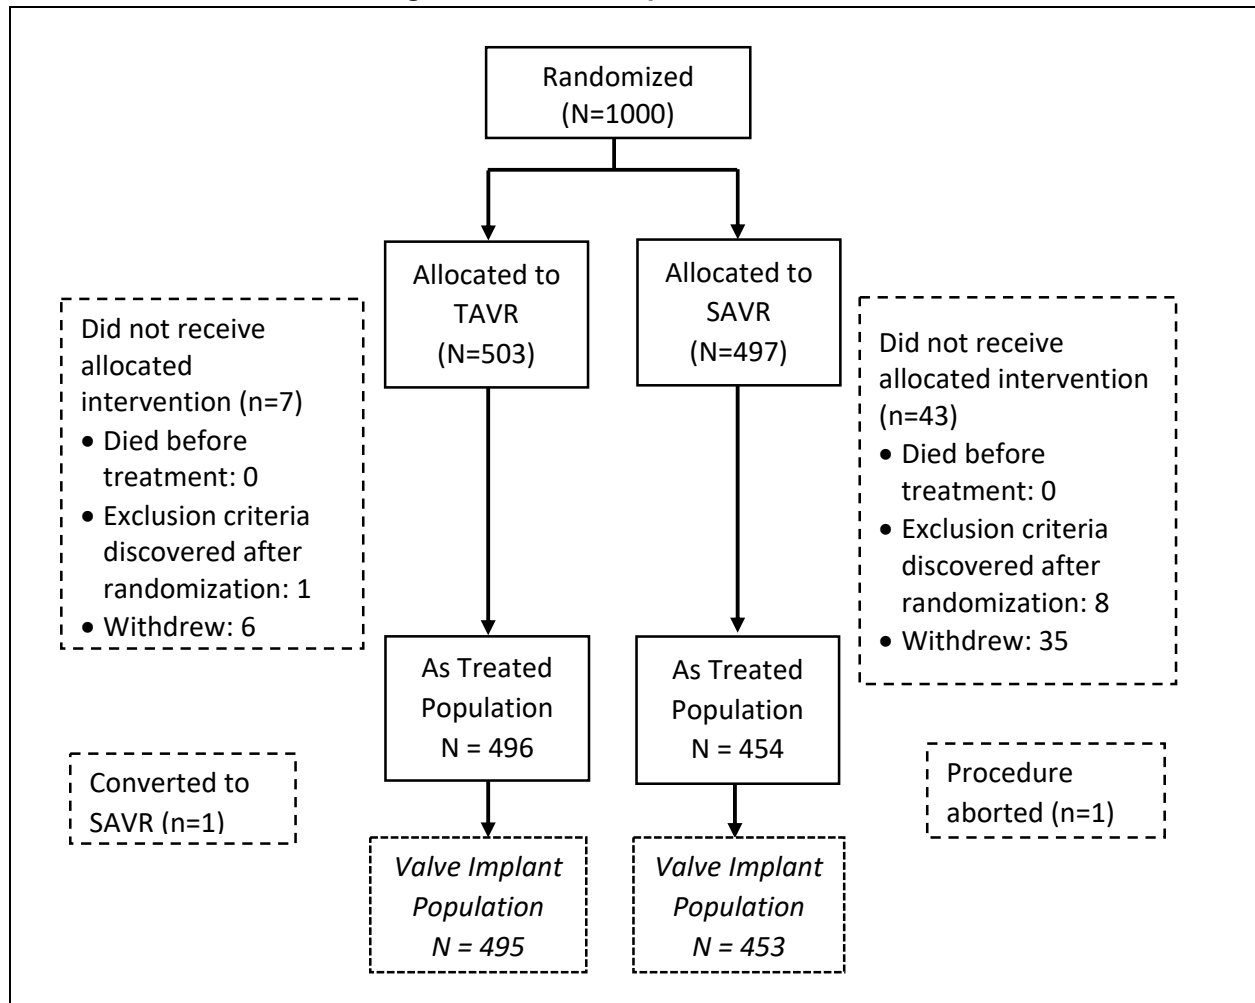 Randomized
(N=1000)
Allocated to
TAVR
(N=503)
Allocated to
SAVR
(N=497)
Did not receive
allocated
intervention (n=7)
• Died before
treatment: 0
• Exclusion criteria
discovered after
randomization: 1
• Withdrew: 6
Did not receive
allocated intervention
(n=43)
• Died before
treatment: 0
• Exclusion criteria
discovered after
randomization: 8
• Withdrew: 35
As Treated
Population
N = 496
As Treated
Population
N = 454
Converted to
SAVR (n=1)
Procedure
aborted (n=1)
Valve Implant
Population
N = 495
Valve Implant
Population
N = 453